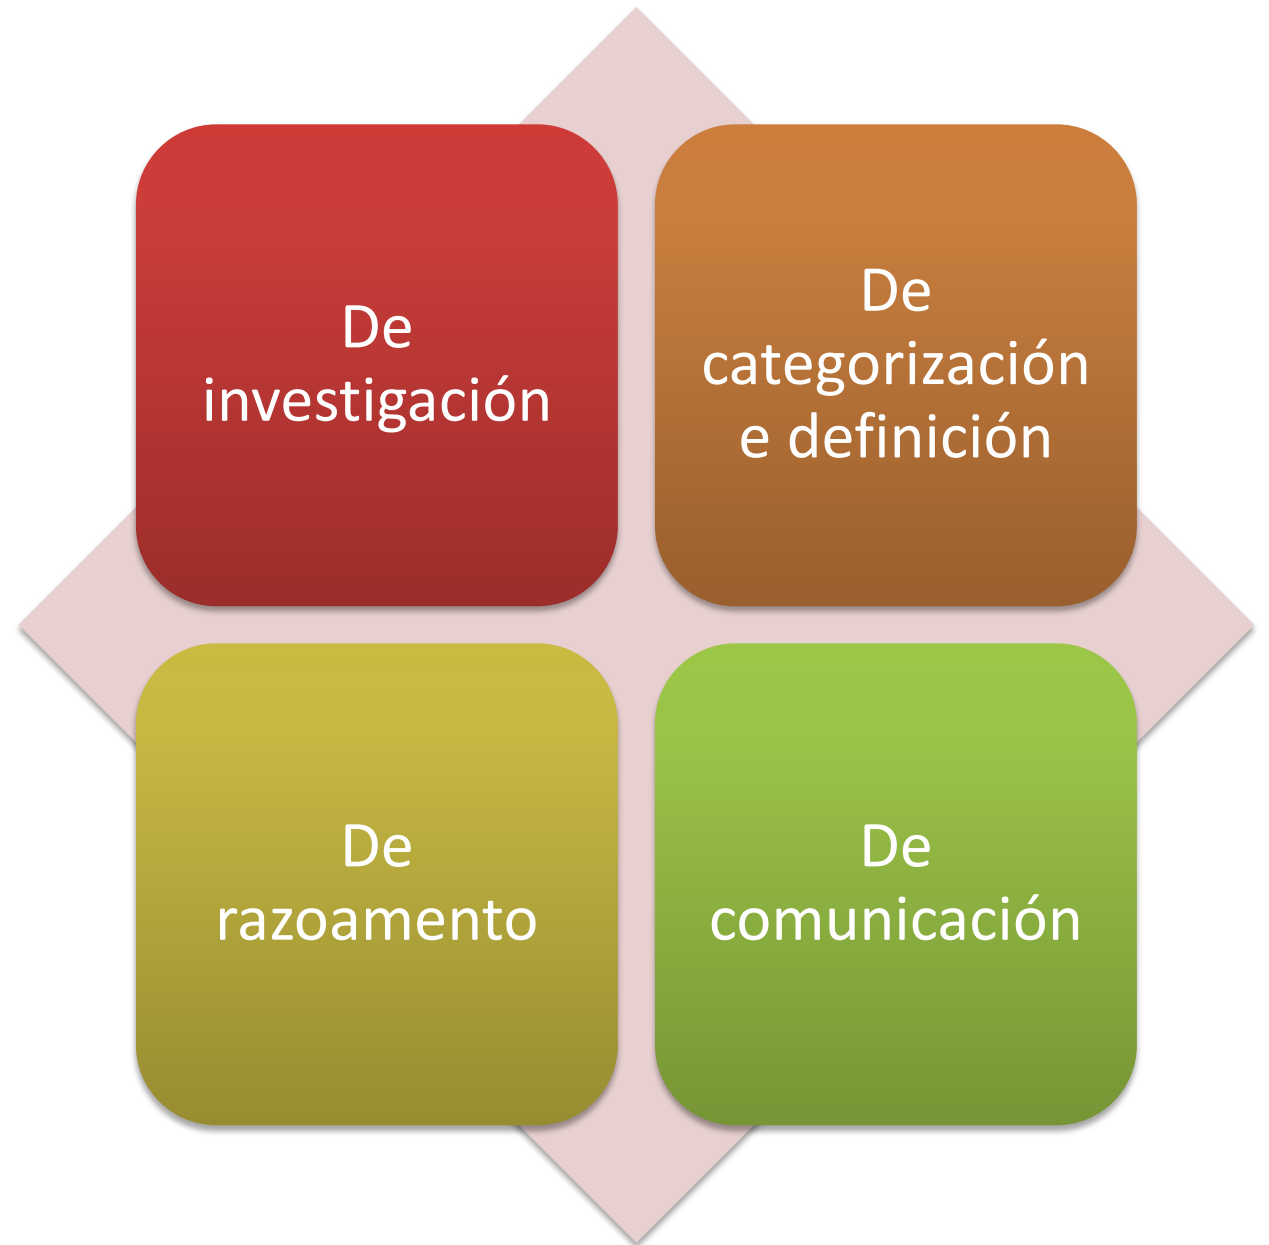 De
investigación
De
categorización
e definición
De
razoamento
De
comunicación